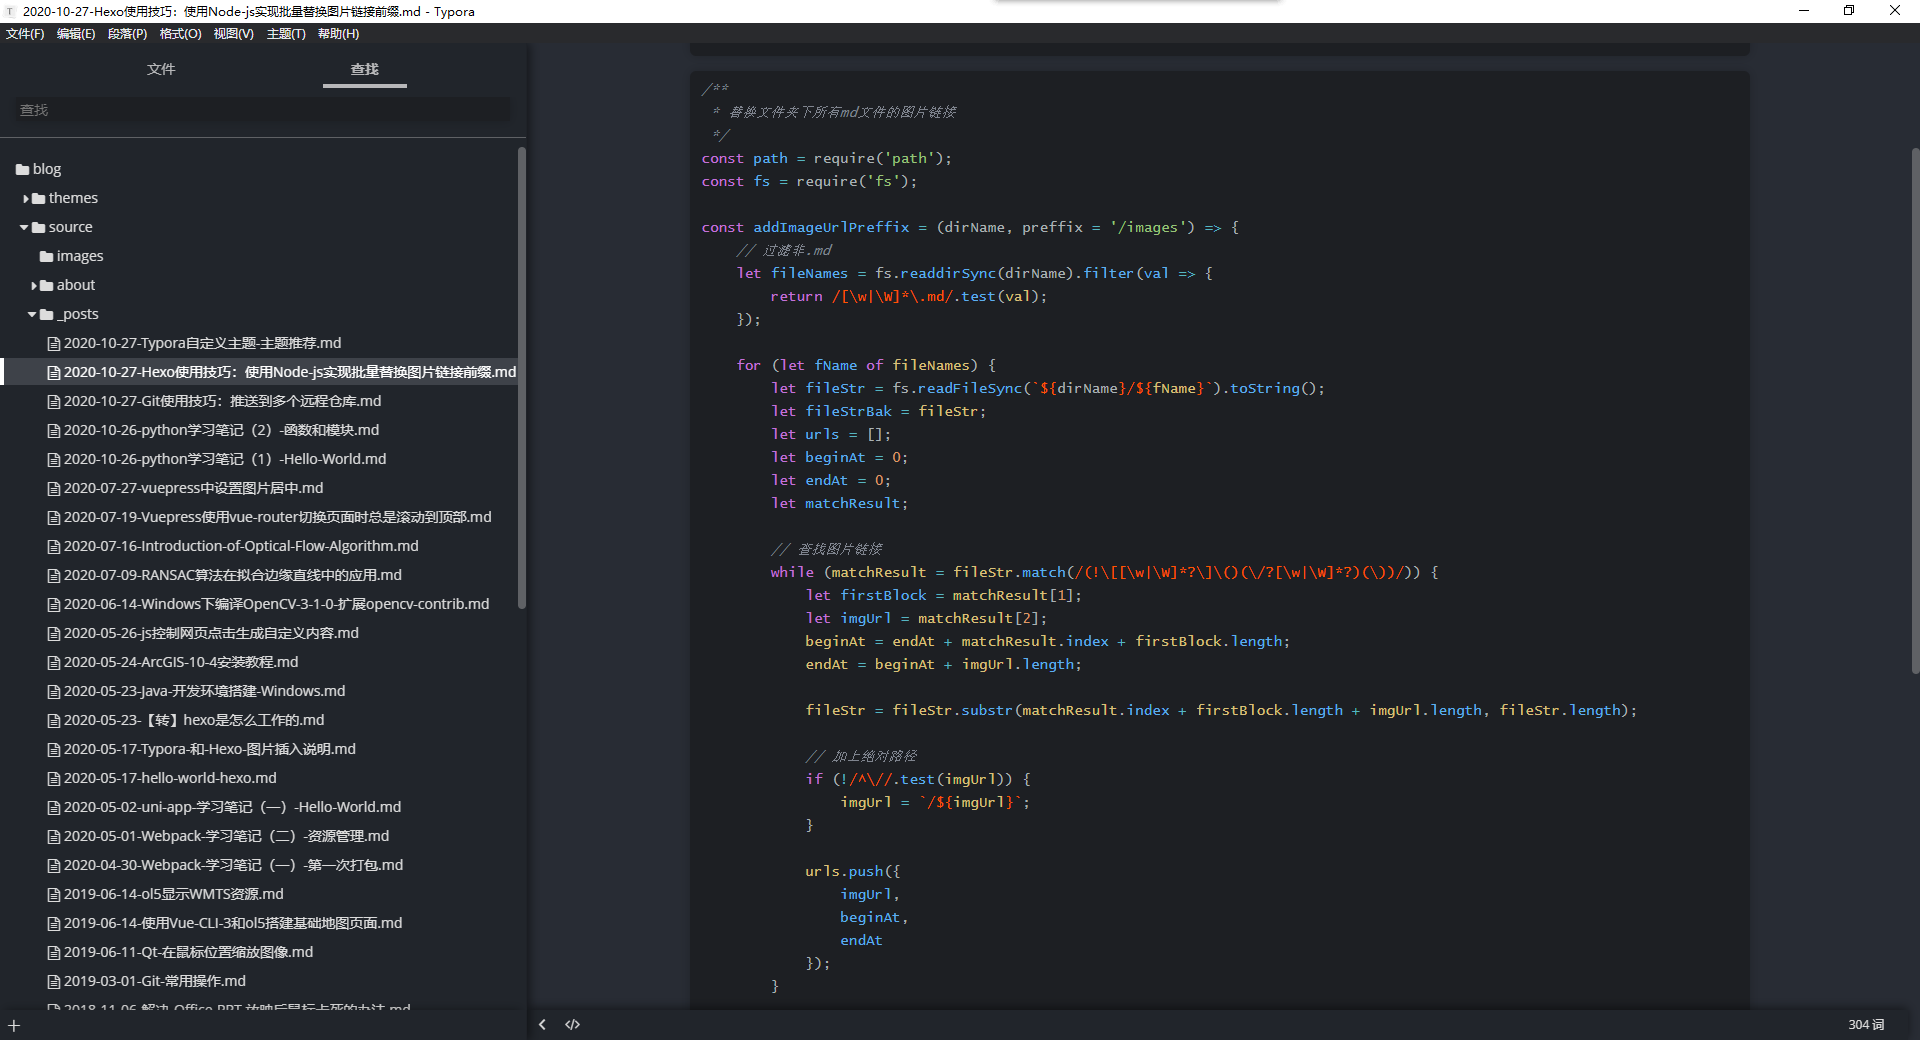 2020-10-27-Hexo使用技巧：使用Node-js实现批量替换图片链接前缀.md - Typora
文件(F) 编辑(E) 段落(P) 格式(O) 视图(V) 主题(T) 帮助(H)
文件 查找
查找
blog
themes
source
images
about
_posts
2020-10-27-Typora自定义主题-主题推荐.md
2020-10-27-Hexo使用技巧：使用Node-js实现批量替换图片链接前缀.md
2020-10-27-Git使用技巧：推送到多个远程仓库.md
2020-10-26-python学习笔记（2）-函数和模块.md
2020-10-26-python学习笔记（1）-Hello-World.md
2020-07-27-vuepress中设置图片居中.md
2020-07-19-Vuepress使用vue-router切换页面时总是滚动到顶部.md
2020-07-16-Introduction-of-Optical-Flow-Algorithm.md
2020-07-09-RANSAC算法在拟合边缘直线中的应用.md
2020-06-14-Windows下编译OpenCV-3-1-0-扩展opencv-contrib.md
2020-05-26-js控制网页点击生成自定义内容.md
2020-05-24-ArcGIS-10-4安装教程.md
2020-05-23-Java-开发环境搭建-Windows.md
2020-05-23-【转】hexo是怎么工作的.md
2020-05-17-Typora-和-Hexo-图片插入说明.md
2020-05-17-hello-world-hexo.md
2020-05-02-uni-app-学习笔记（一）-Hello-World.md
2020-05-01-Webpack-学习笔记（二）-资源管理.md
2020-04-30-Webpack-学习笔记（一）-第一次打包.md
2019-06-14-ol5显示WMTS资源.md
2019-06-14-使用Vue-CLI-3和ol5搭建基础地图页面.md
2019-06-11-Qt-在鼠标位置缩放图像.md
2019-03-01-Git-常用操作.md
2018-11-06-解决-Office-PPT-放映后鼠标卡死的办法.md
/**
 * 替换文件夹下所有md文件的图片链接
 */
const path = require('path');
const fs = require('fs');
const addImageUrlPreffix = (dirName, preffix = '/images') => {
    // 过滤非.md
    let fileNames = fs.readdirSync(dirName).filter(val => {
        return /[\w|\W]*\.md/.test(val);
    });
    for (let fName of fileNames) {
        let fileStr = fs.readFileSync(`${dirName}/${fName}`).toString();
        let fileStrBak = fileStr;
        let urls = [];
        let beginAt = 0;
        let endAt = 0;
        let matchResult;
        // 查找图片链接
        while (matchResult = fileStr.match(/(!\[[\w|\W]*?\]\()(\/?[\w|\W]*?)(\))/)) {
            let firstBlock = matchResult[1];
            let imgUrl = matchResult[2];
            beginAt = endAt + matchResult.index + firstBlock.length;
            endAt = beginAt + imgUrl.length;
            fileStr = fileStr.substr(matchResult.index + firstBlock.length + imgUrl.length, fileStr.length);
            // 加上绝对路径
            if (!/^\//.test(imgUrl)) {
                imgUrl = `/${imgUrl}`;
            }
            urls.push({
                imgUrl,
                beginAt,
                endAt
            });
        }
304 词